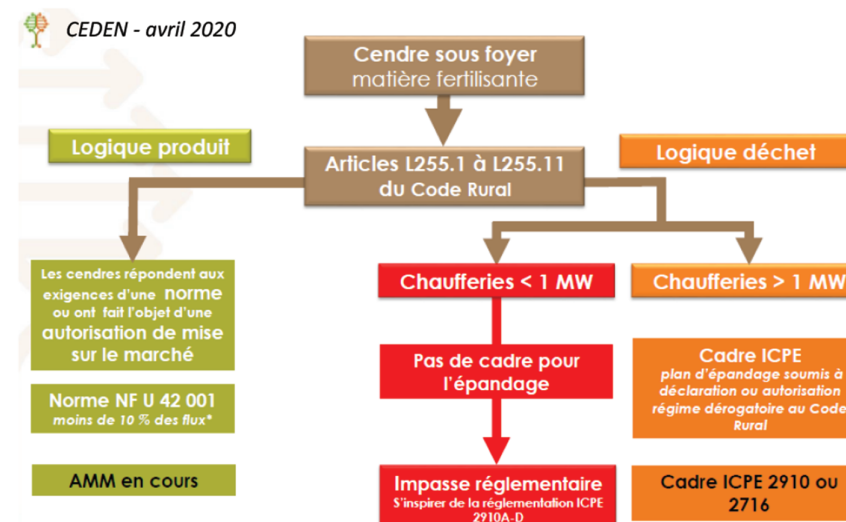 CEDEN - avril 2020
Cendre sous foyer
matière fertilisante
Logique produit
Articles L255.1 à L255.11
du Code Rural
Logique déchet
Les cendres répondent aux
exigences d'une norme
ou ont fait l'objet d'une
autorisation de mise
sur le marché
Norme NF U 42 001
moins de 10 % des flux*
AMM en cours
Chaufferies < 1 MW
Pas de cadre pour
l'épandage
Impasse réglementaire
S'inspirer de la réglementation ICPE
2910A-D
Chaufferies > 1 MW
Cadre ICPE
plan d'épandage soumis à
déclaration ou autorisation
régime dérogatoire au Code
Rural
Cadre ICPE 2910 ou
2716